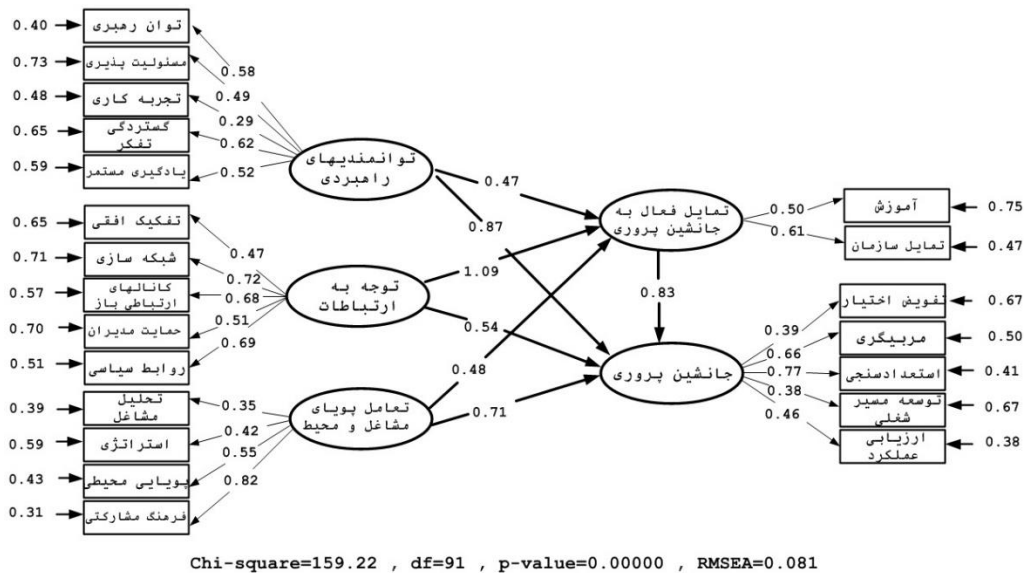 0.40
توان رهبری
0.73
مسئولیت پذیری
0.48
تجربه کاری
0.65
گستردگی
تفکر
0.59
یادگیری مستمر
0.58
0.49
0.29
0.62
0.52
توانمندیهای
راهبردی
0.65
تفکیک افقی
0.71
شبکه سازی
0.57
کانالهای
ارتباطی باز
0.70
حمایت مدیران
0.51
روابط سیاسی
0.47
0.72
0.68
0.51
0.69
توجه به
ارتباطات
0.39
تحلیل
مشاغل
0.59
استراتژی
0.43
پویایی محیطی
0.31
فرهنگ مشارکتی
0.35
0.42
0.55
0.82
تعامل پویای
مشاغل و محیط
0.47
0.87
1.09
0.54
0.48
0.71
تمایل فعال به
جانشین پروری
0.83
جانشین پروری
0.50
0.61
آموزش
0.75
تمایل سازمان
0.47
0.39
0.66
0.77
0.38
0.46
تفویض اختیار
0.67
مربیگری
0.50
استعدادسنجی
0.41
توسعه مسیر
شغلی
0.67
ارزیابی
عملکرد
0.38
Chi-square=159.22 , df=91 , p-value=0.00000 , RMSEA=0.081